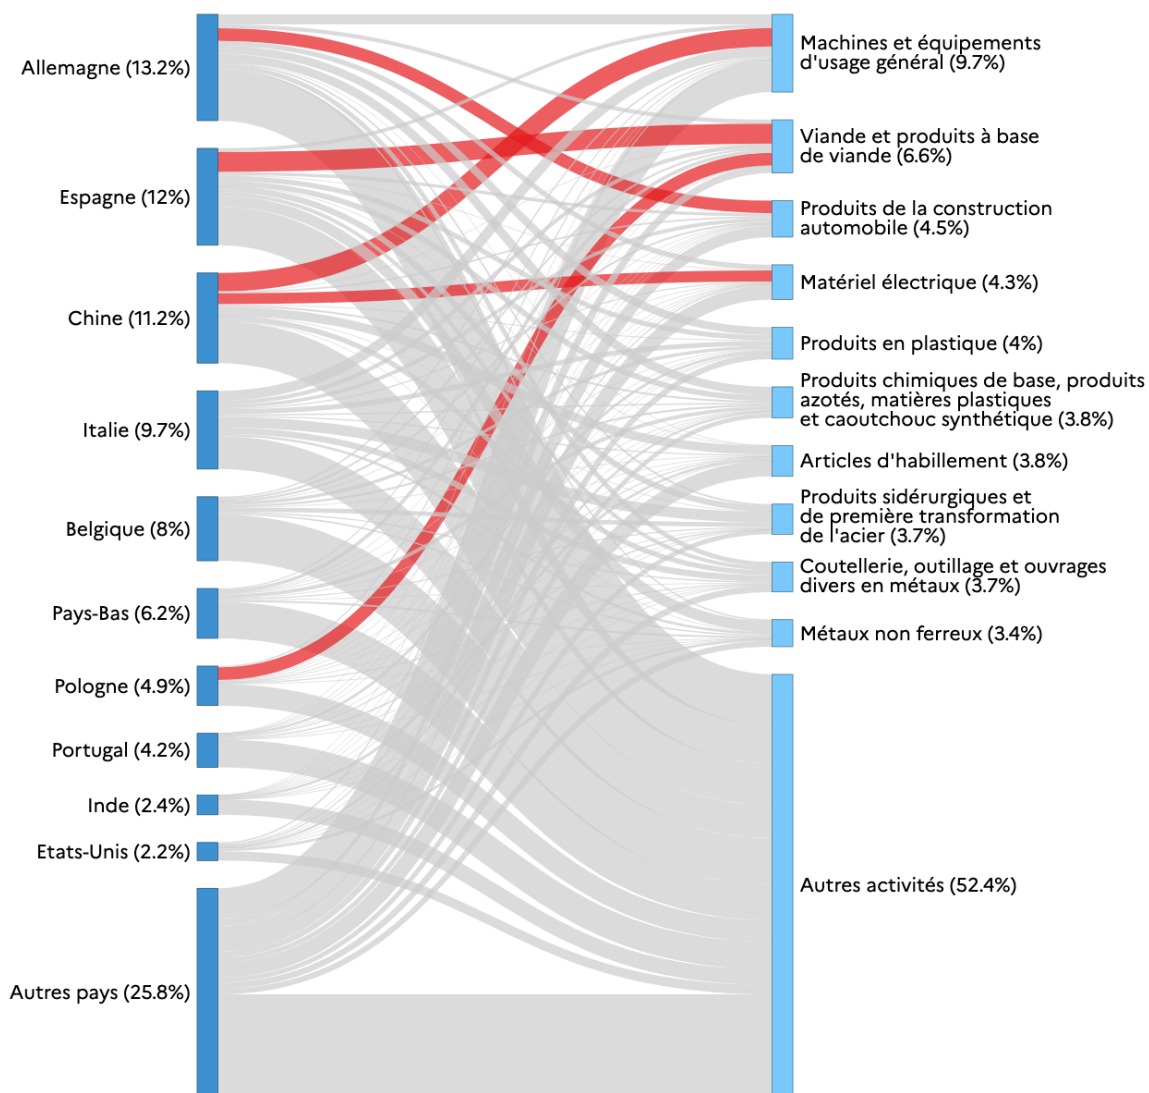 Allemagne (13.2%)
Espagne (12%)
Chine (11.2%)
Italie (9.7%)
Belgique (8%)
Pays-Bas (6.2%)
Pologne (4.9%)
Portugal (4.2%)
Inde (2.4%)
Etats-Unis (2.2%)
Autres pays (25.8%)
Machines et équipements
d'usage général (9.7%)
Viande et produits à base
de viande (6.6%)
Produits de la construction
automobile (4.5%)
Matériel électrique (4.3%)
Produits en plastique (4%)
Produits chimiques de base, produits
azotés, matières plastiques
et caoutchouc synthétique (3.8%)
Articles d'habillement (3.8%)
Produits sidérurgiques et
de première transformation
de l'acier (3.7%)
Coutellerie, outillage et ouvrages
divers en métaux (3.7%)
Métaux non ferreux (3.4%)
Autres activités (52.4%)